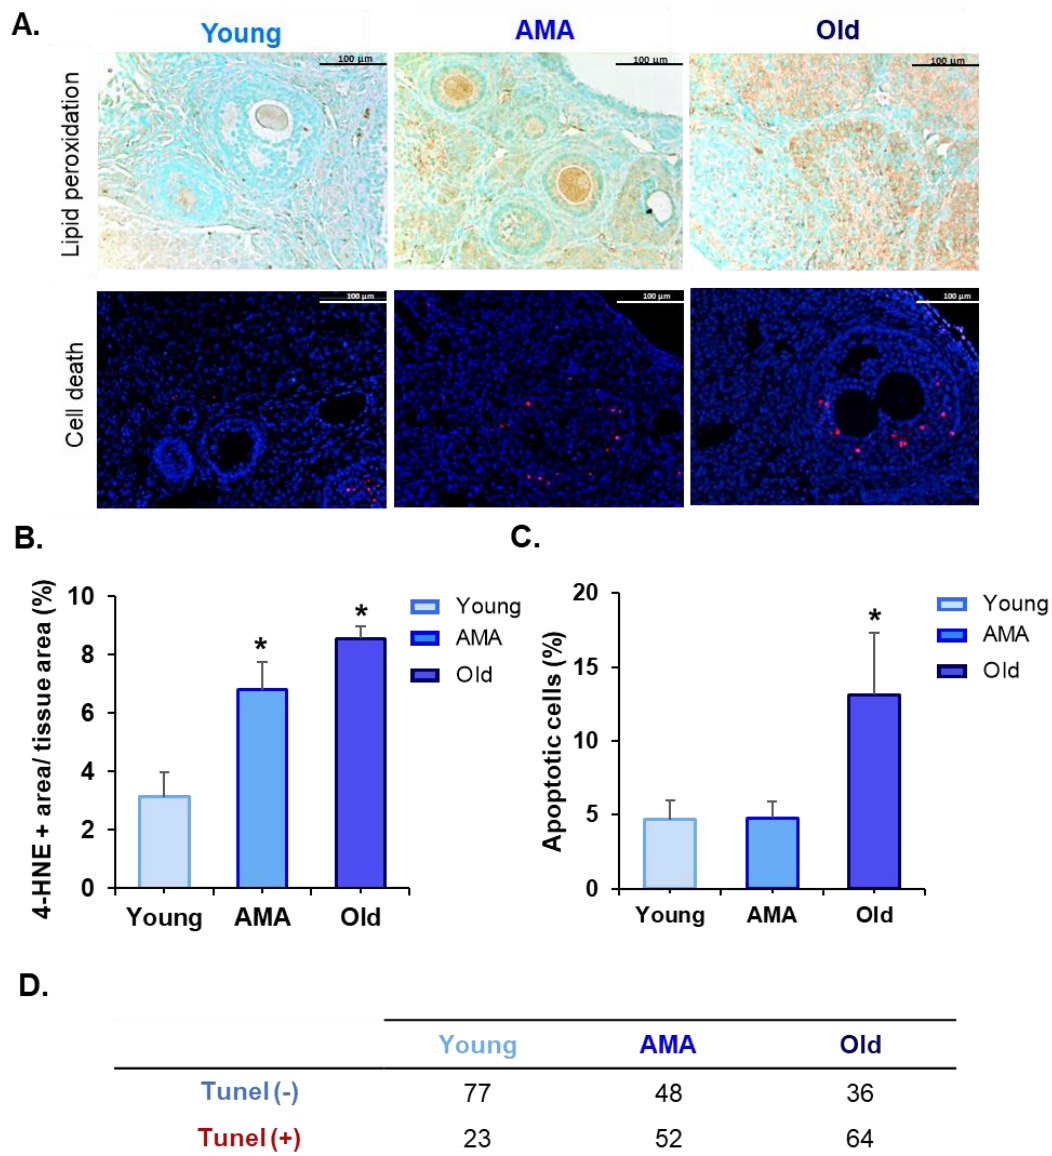 A.
Young AMA Old
Lipid peroxidation
100 µm 100 µm 100 µm
Cell death
100 µm 100 µm 100 µm
B.
4-HNE + area/ tissue area (%)
10
8
6
4
2
0
* *
Young AMA Old
Young
AMA
Old
C.
Apoptotic cells (%)
20
15
10
5
0
*
Young AMA Old
Young
AMA
Old
D.
Young AMA Old
Tunel (-) 77 48 36
Tunel (+) 23 52 64